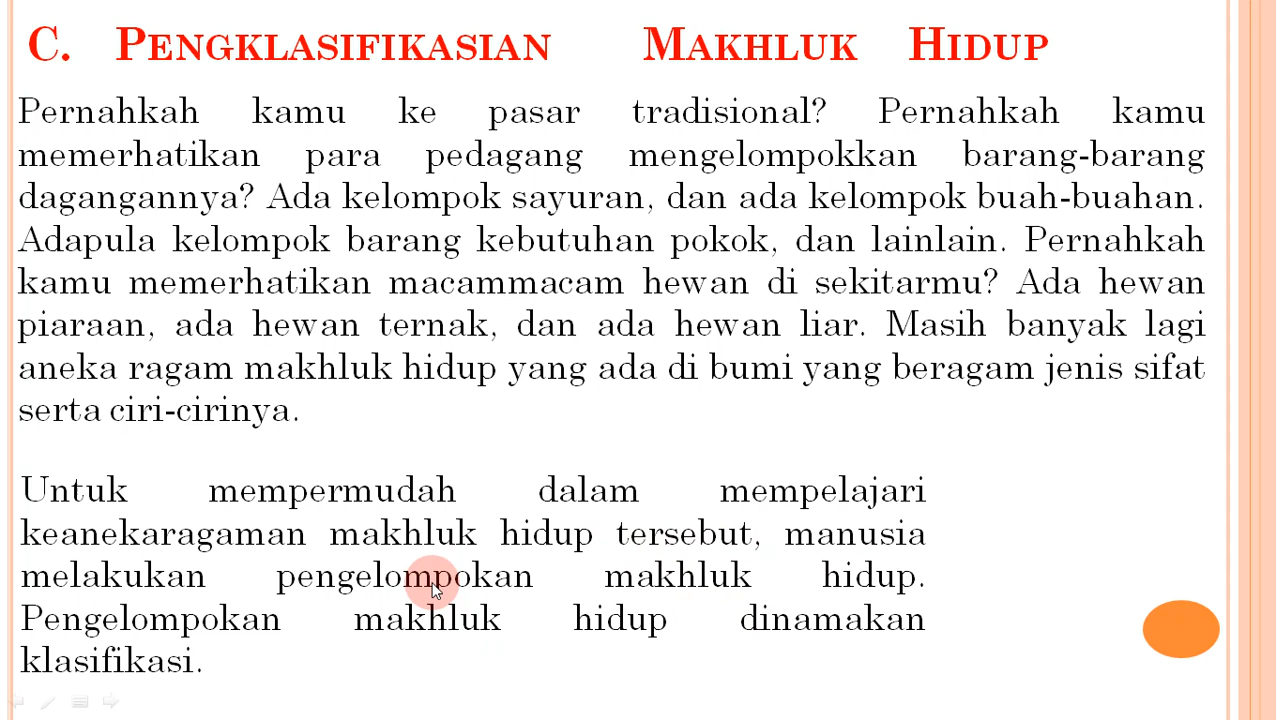 C. PENGKLASIFIKASIAN MAKHLUK HIDUP
Pernahkah kamu ke pasar tradisional? Pernahkah kamu
memerhatikan para pedagang mengelompokkan barang-barang
dagangannya? Ada kelompok sayuran, dan ada kelompok buah-buahan.
Adapula kelompok barang kebutuhan pokok, dan lainlain. Pernahkah
kamu memerhatikan macammacam hewan di sekitarmu? Ada hewan
piaraan, ada hewan ternak, dan ada hewan liar. Masih banyak lagi
aneka ragam makhluk hidup yang ada di bumi yang beragam jenis sifat
serta ciri-cirinya.
Untuk mempermudah dalam mempelajari
keanekaragaman makhluk hidup tersebut, manusia
melakukan pengelompokan makhluk hidup.
Pengelompokan makhluk hidup dinamakan
klasifikasi.